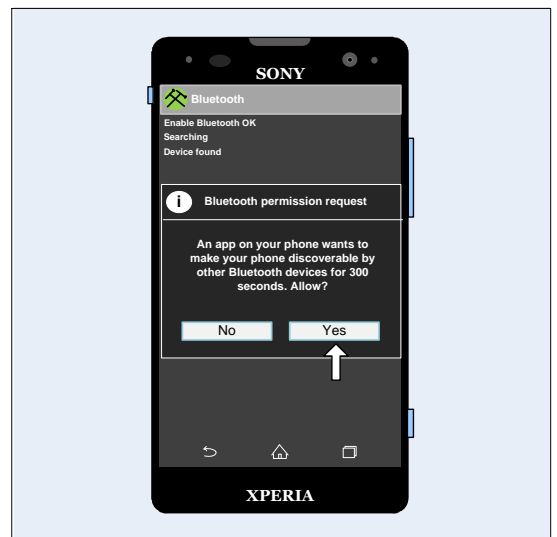 SONY
Bluetooth
Enable Bluetooth OK
Searching
Device found
i
Bluetooth permission request
An app on your phone wants to
make your phone discoverable by
other Bluetooth devices for 300
seconds. Allow?
No
Yes
XPERIA